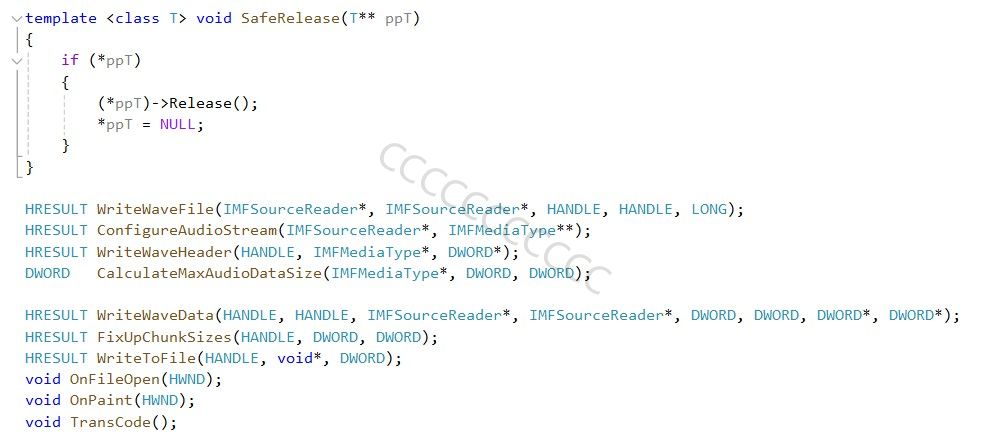 template <class T> void SafeRelease(T** ppT)
{
    if (*ppT)
    {
        (*ppT)->Release();
        *ppT = NULL;
    }
}
HRESULT WriteWaveFile(IMFSourceReader*, IMFSourceReader*, HANDLE, HANDLE, LONG);
HRESULT ConfigureAudioStream(IMFSourceReader*, IMFMediaType**);
HRESULT WriteWaveHeader(HANDLE, IMFMediaType*, DWORD*);
DWORD   CalculateMaxAudioDataSize(IMFMediaType*, DWORD, DWORD);
HRESULT WriteWaveData(HANDLE, HANDLE, IMFSourceReader*, IMFSourceReader*, DWORD, DWORD, DWORD*, DWORD*);
HRESULT FixUpChunkSizes(HANDLE, DWORD, DWORD);
HRESULT WriteToFile(HANDLE, void*, DWORD);
void OnFileOpen(HWND);
void OnPaint(HWND);
void TransCode();
CCCCCCCCCCCC